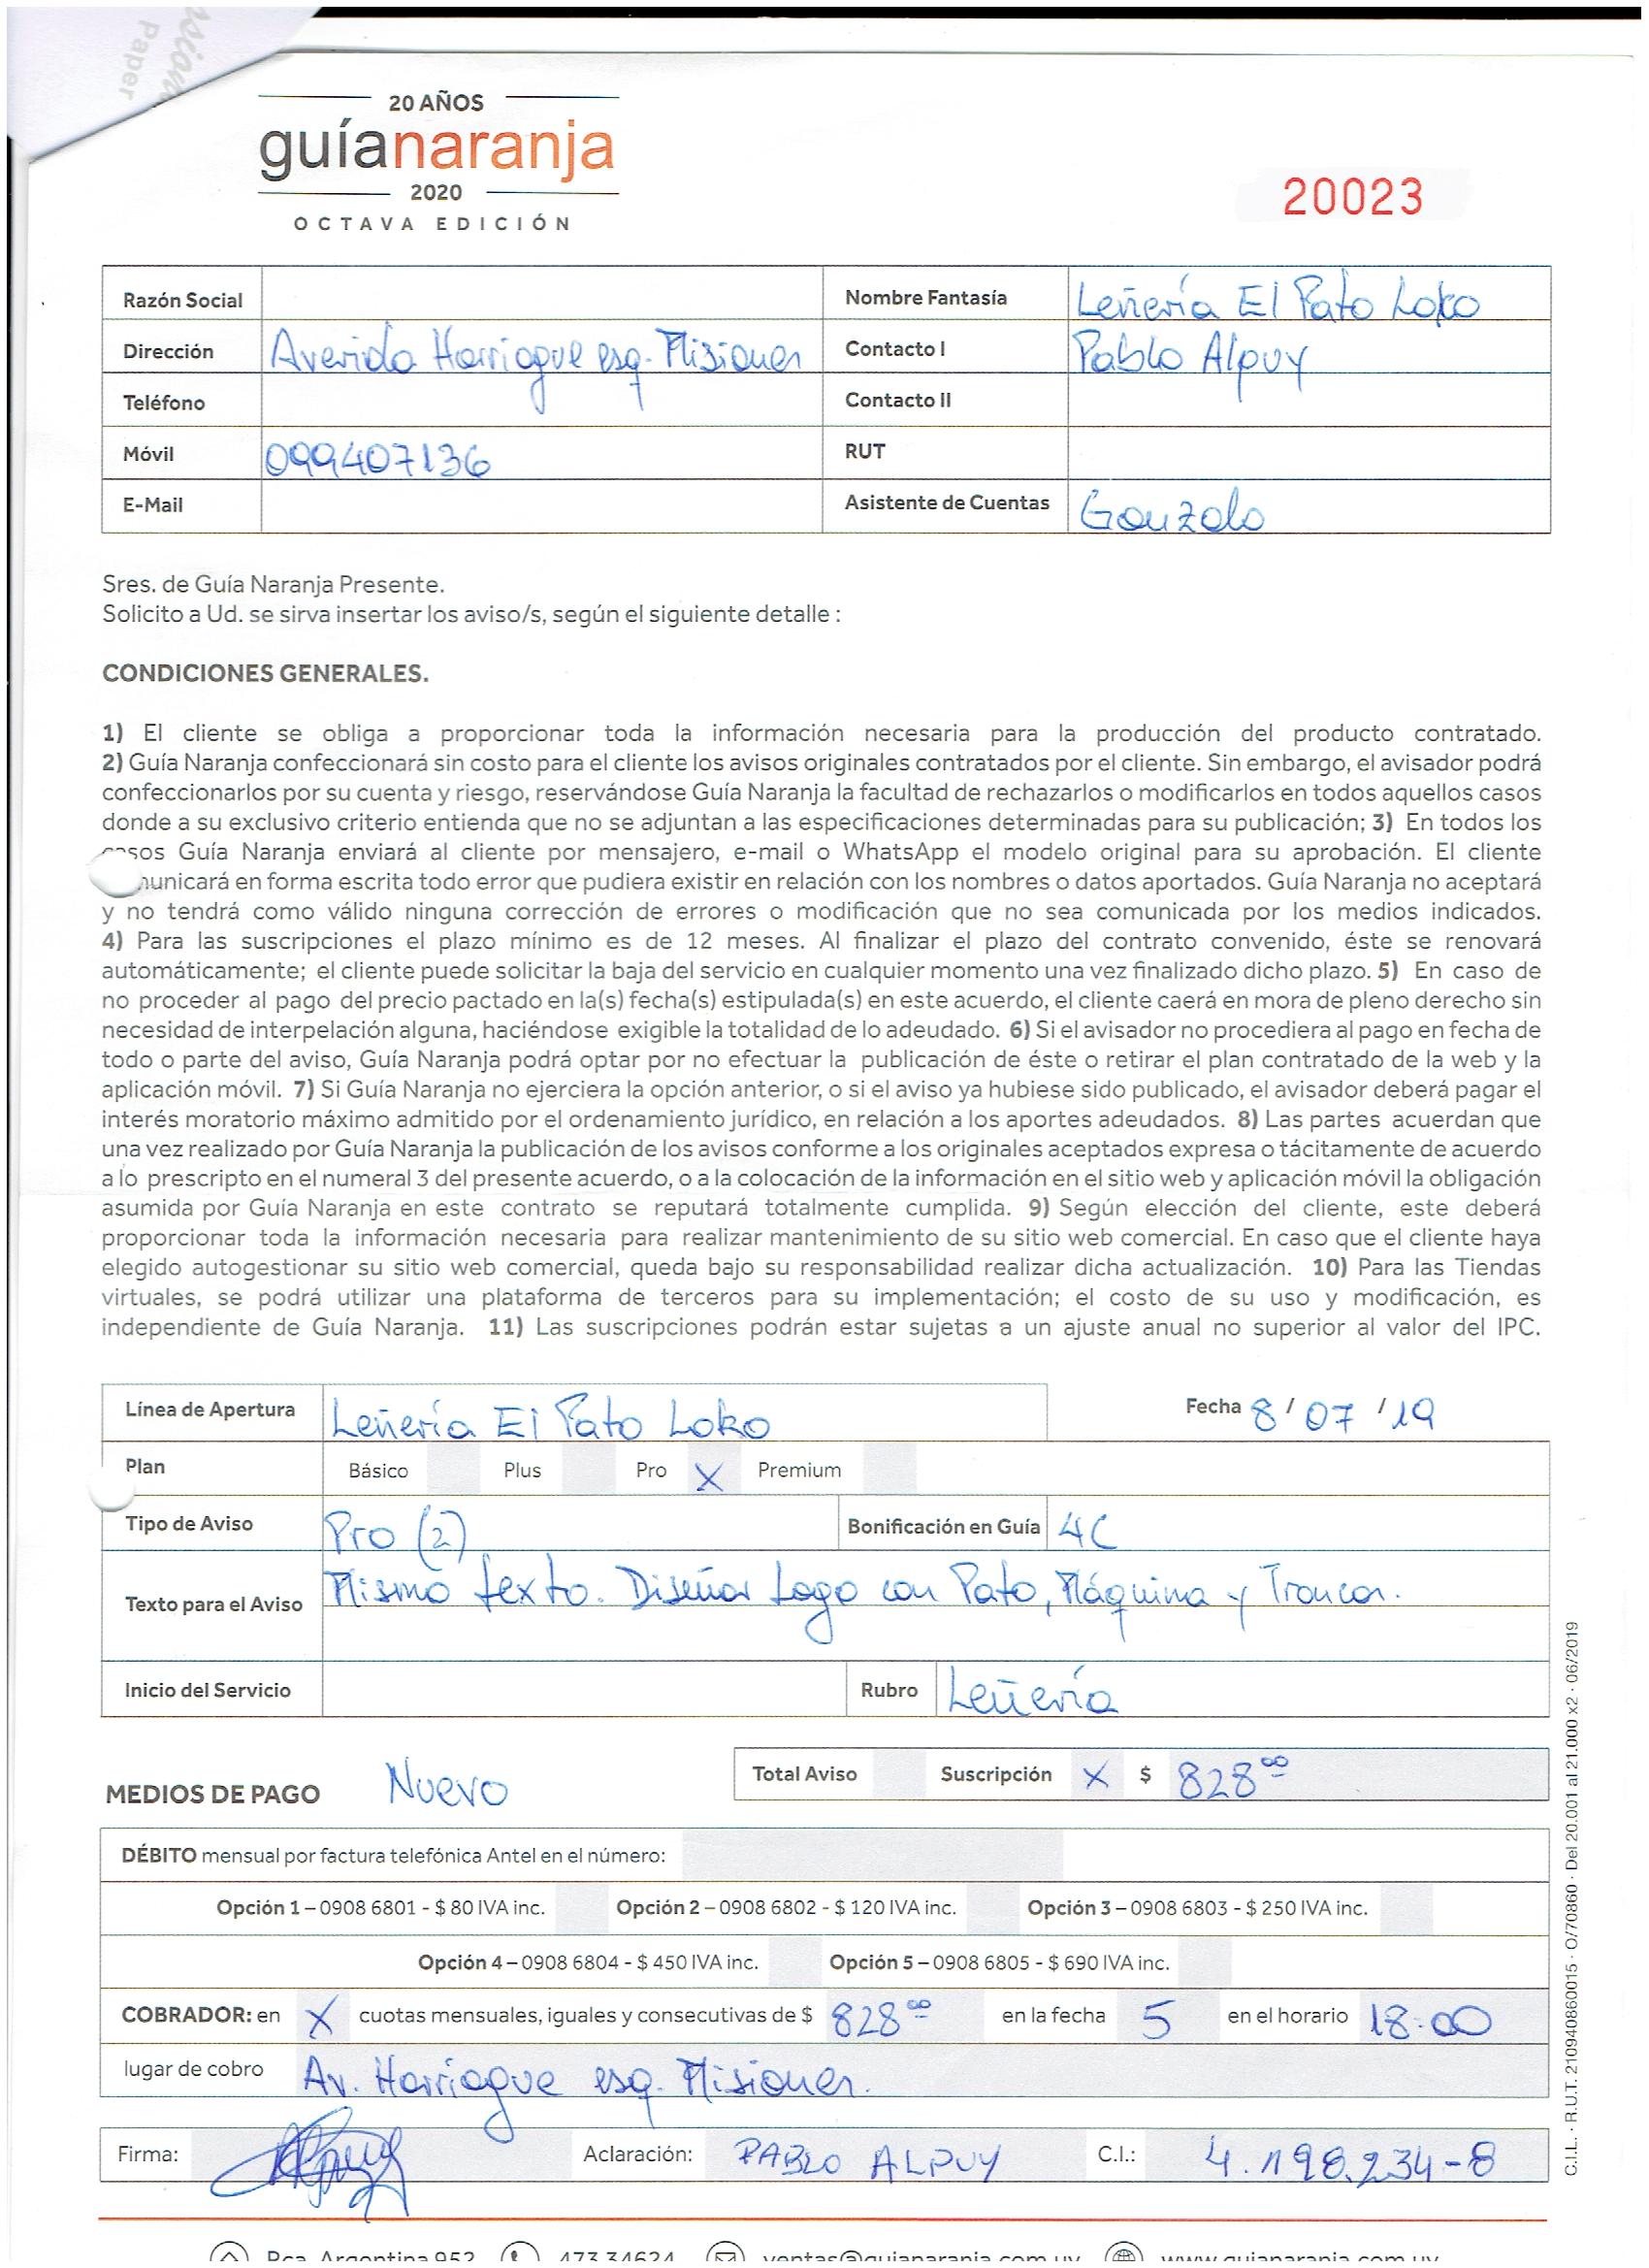 Paper
20 AÑOS
guíanaranja
2020
OCTAVA EDICIÓN
20023
Razón Social
Nombre Fantasía Leñería El Pato Loko
Dirección Avenida Harriague esq. Misiones Contacto I Pablo Alpuy
Teléfono Contacto II
Móvil 099407136 RUT
E-Mail Asistente de Cuentas Gonzalo
Sres. de Guía Naranja Presente.
Solicito a Ud. se sirva insertar los aviso/s, según el siguiente detalle :
CONDICIONES GENERALES.
1) El cliente se obliga a proporcionar toda la información necesaria para la producción del producto contratado.
2) Guía Naranja confeccionará sin costo para el cliente los avisos originales contratados por el cliente. Sin embargo, el avisador podrá
confeccionarlos por su cuenta y riesgo, reservándose Guía Naranja la facultad de rechazarlos o modificarlos en todos aquellos casos
donde a su exclusivo criterio entienda que no se adjuntan a las especificaciones determinadas para su publicación; 3) En todos los
casos Guía Naranja enviará al cliente por mensajero, e-mail o WhatsApp el modelo original para su aprobación. El cliente
municará en forma escrita todo error que pudiera existir en relación con los nombres o datos aportados. Guía Naranja no aceptará
y no tendrá como válido ninguna corrección de errores o modificación que no sea comunicada por los medios indicados.
4) Para las suscripciones el plazo mínimo es de 12 meses. Al finalizar el plazo del contrato convenido, éste se renovará
automáticamente; el cliente puede solicitar la baja del servicio en cualquier momento una vez finalizado dicho plazo. 5) En caso de
no proceder al pago del precio pactado en la(s) fecha(s) estipulada(s) en este acuerdo, el cliente caerá en mora de pleno derecho sin
necesidad de interpelación alguna, haciéndose exigible la totalidad de lo adeudado. 6) Si el avisador no procediera al pago en fecha de
todo o parte del aviso, Guía Naranja podrá optar por no efectuar la publicación de éste o retirar el plan contratado de la web y la
aplicación móvil. 7) Si Guía Naranja no ejerciera la opción anterior, o si el aviso ya hubiese sido publicado, el avisador deberá pagar el
interés moratorio máximo admitido por el ordenamiento jurídico, en relación a los aportes adeudados. 8) Las partes acuerdan que
una vez realizado por Guía Naranja la publicación de los avisos conforme a los originales aceptados expresa o tácitamente de acuerdo
a lo prescripto en el numeral 3 del presente acuerdo, o a la colocación de la información en el sitio web y aplicación móvil la obligación
asumida por Guía Naranja en este contrato se reputará totalmente cumplida. 9) Según elección del cliente, este deberá
proporcionar toda la información necesaria para realizar mantenimiento de su sitio web comercial. En caso que el cliente haya
elegido autogestionar su sitio web comercial, queda bajo su responsabilidad realizar dicha actualización. 10) Para las Tiendas
virtuales, se podrá utilizar una plataforma de terceros para su implementación; el costo de su uso y modificación, es
independiente de Guía Naranja. 11) Las suscripciones podrán estar sujetas a un ajuste anual no superior al valor del IPC.
Línea de Apertura Leñería El Pato Loko Fecha 8 / 07 / 19
Plan Básico Plus Pro X Premium
Tipo de Aviso Pro (2) Bonificación en Guía 4C
Texto para el Aviso Mismo texto. Diseñar Logo con Pato, Máquina y Troncos.
Inicio del Servicio Rubro Leñería
MEDIOS DE PAGO Nuevo Total Aviso Suscripción X $ 828 00
DÉBITO mensual por factura telefónica Antel en el número:
Opción 1 – 0908 6801 - $ 80 IVA inc. Opción 2 – 0908 6802 - $ 120 IVA inc. Opción 3 – 0908 6803 - $ 250 IVA inc.
Opción 4 – 0908 6804 - $ 450 IVA inc. Opción 5 – 0908 6805 - $ 690 IVA inc.
COBRADOR: en X cuotas mensuales, iguales y consecutivas de $ 828 00 en la fecha 5 en el horario 18:00
lugar de cobro Av. Harriague esq. Misiones.
Firma: Aclaración: PABLO ALPUY C.I.: 4.198.234-8
C.I.L. · R.U.T. 210940860015 · O/70860 · Del 20.001 al 21.000 x2 · 06/2019
Pca. Argentina 952 473 34624 ventas@guianaranja.com.uy www.guianaranja.com.uy